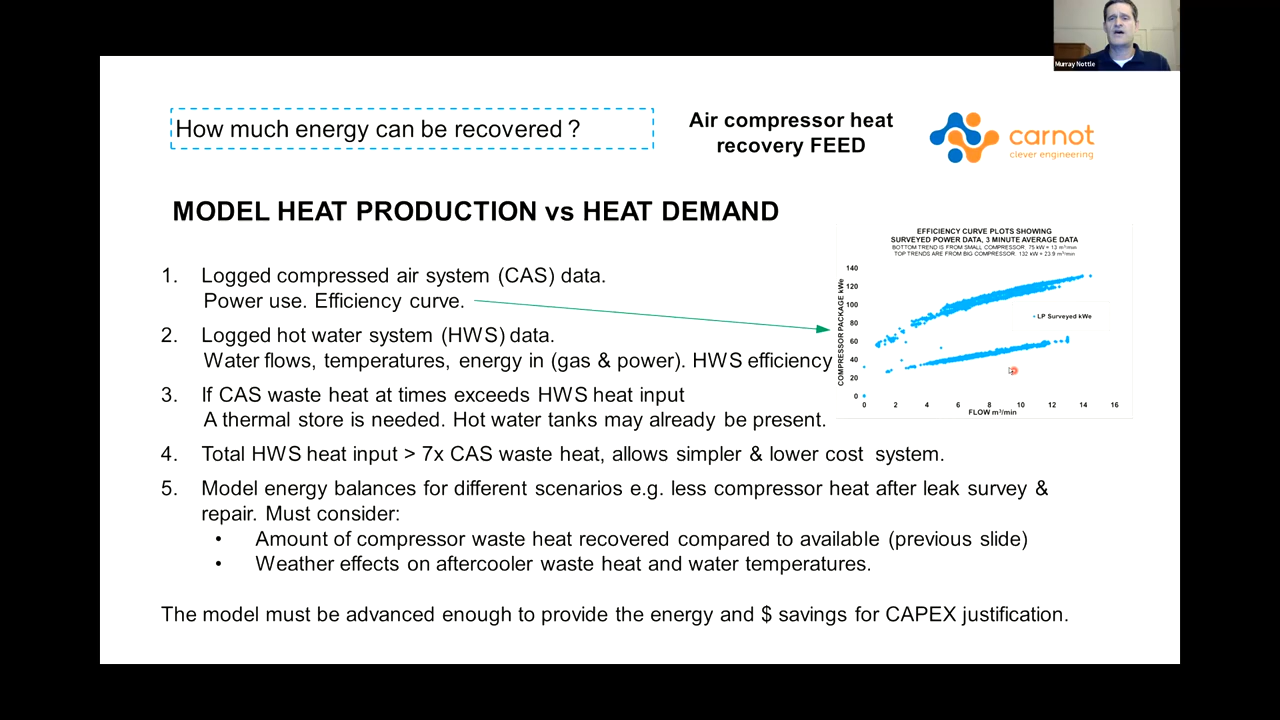 Murray Nottle
How much energy can be recovered ?
Air compressor heat
recovery FEED
carnot
clever engineering
MODEL HEAT PRODUCTION vs HEAT DEMAND
1. Logged compressed air system (CAS) data.
Power use. Efficiency curve.
2. Logged hot water system (HWS) data.
Water flows, temperatures, energy in (gas & power). HWS efficiency
3. If CAS waste heat at times exceeds HWS heat input
A thermal store is needed. Hot water tanks may already be present.
4. Total HWS heat input > 7x CAS waste heat, allows simpler & lower cost system.
5. Model energy balances for different scenarios e.g. less compressor heat after leak survey &
repair. Must consider:
• Amount of compressor waste heat recovered compared to available (previous slide)
• Weather effects on aftercooler waste heat and water temperatures.
The model must be advanced enough to provide the energy and $ savings for CAPEX justification.
EFFICIENCY CURVE PLOTS SHOWING
SURVEYED POWER DATA, 3 MINUTE AVERAGE DATA
BOTTOM TREND IS FROM SMALL COMPRESSOR. 75 kW = 13 m³/min
TOP TRENDS ARE FROM BIG COMPRESSOR. 132 kW = 23.9 m³/min
COMPRESSOR PACKAGE kWe
140
120
100
80
60
40
20
0
LP Surveyed kWe
0 2 4 6 8 10 12 14 16
FLOW m³/min